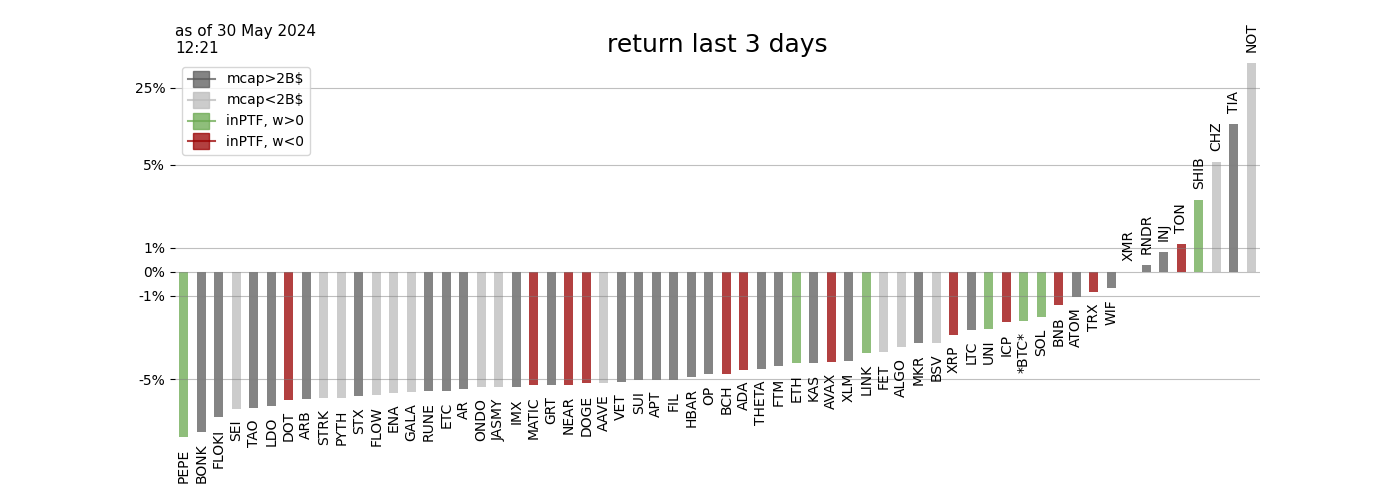 as of 30 May 2024
12:21
return last 3 days
mcap>2B$
mcap<2B$
inPTF, w>0
inPTF, w<0
25%
5%
1%
0%
-1%
-5%
PEPE
BONK
FLOKI
SEI
TAO
LDO
DOT
ARB
STRK
PYTH
STX
FLOW
ENA
GALA
RUNE
ETC
AR
ONDO
JASMY
IMX
MATIC
GRT
NEAR
DOGE
AAVE
VET
SUI
APT
FIL
HBAR
OP
BCH
ADA
THETA
FTM
ETH
KAS
AVAX
XLM
LINK
FET
ALGO
MKR
BSV
XRP
LTC
UNI
ICP
*BTC*
SOL
BNB
ATOM
TRX
WIF
XMR
RNDR
INJ
TON
SHIB
CHZ
TIA
NOT